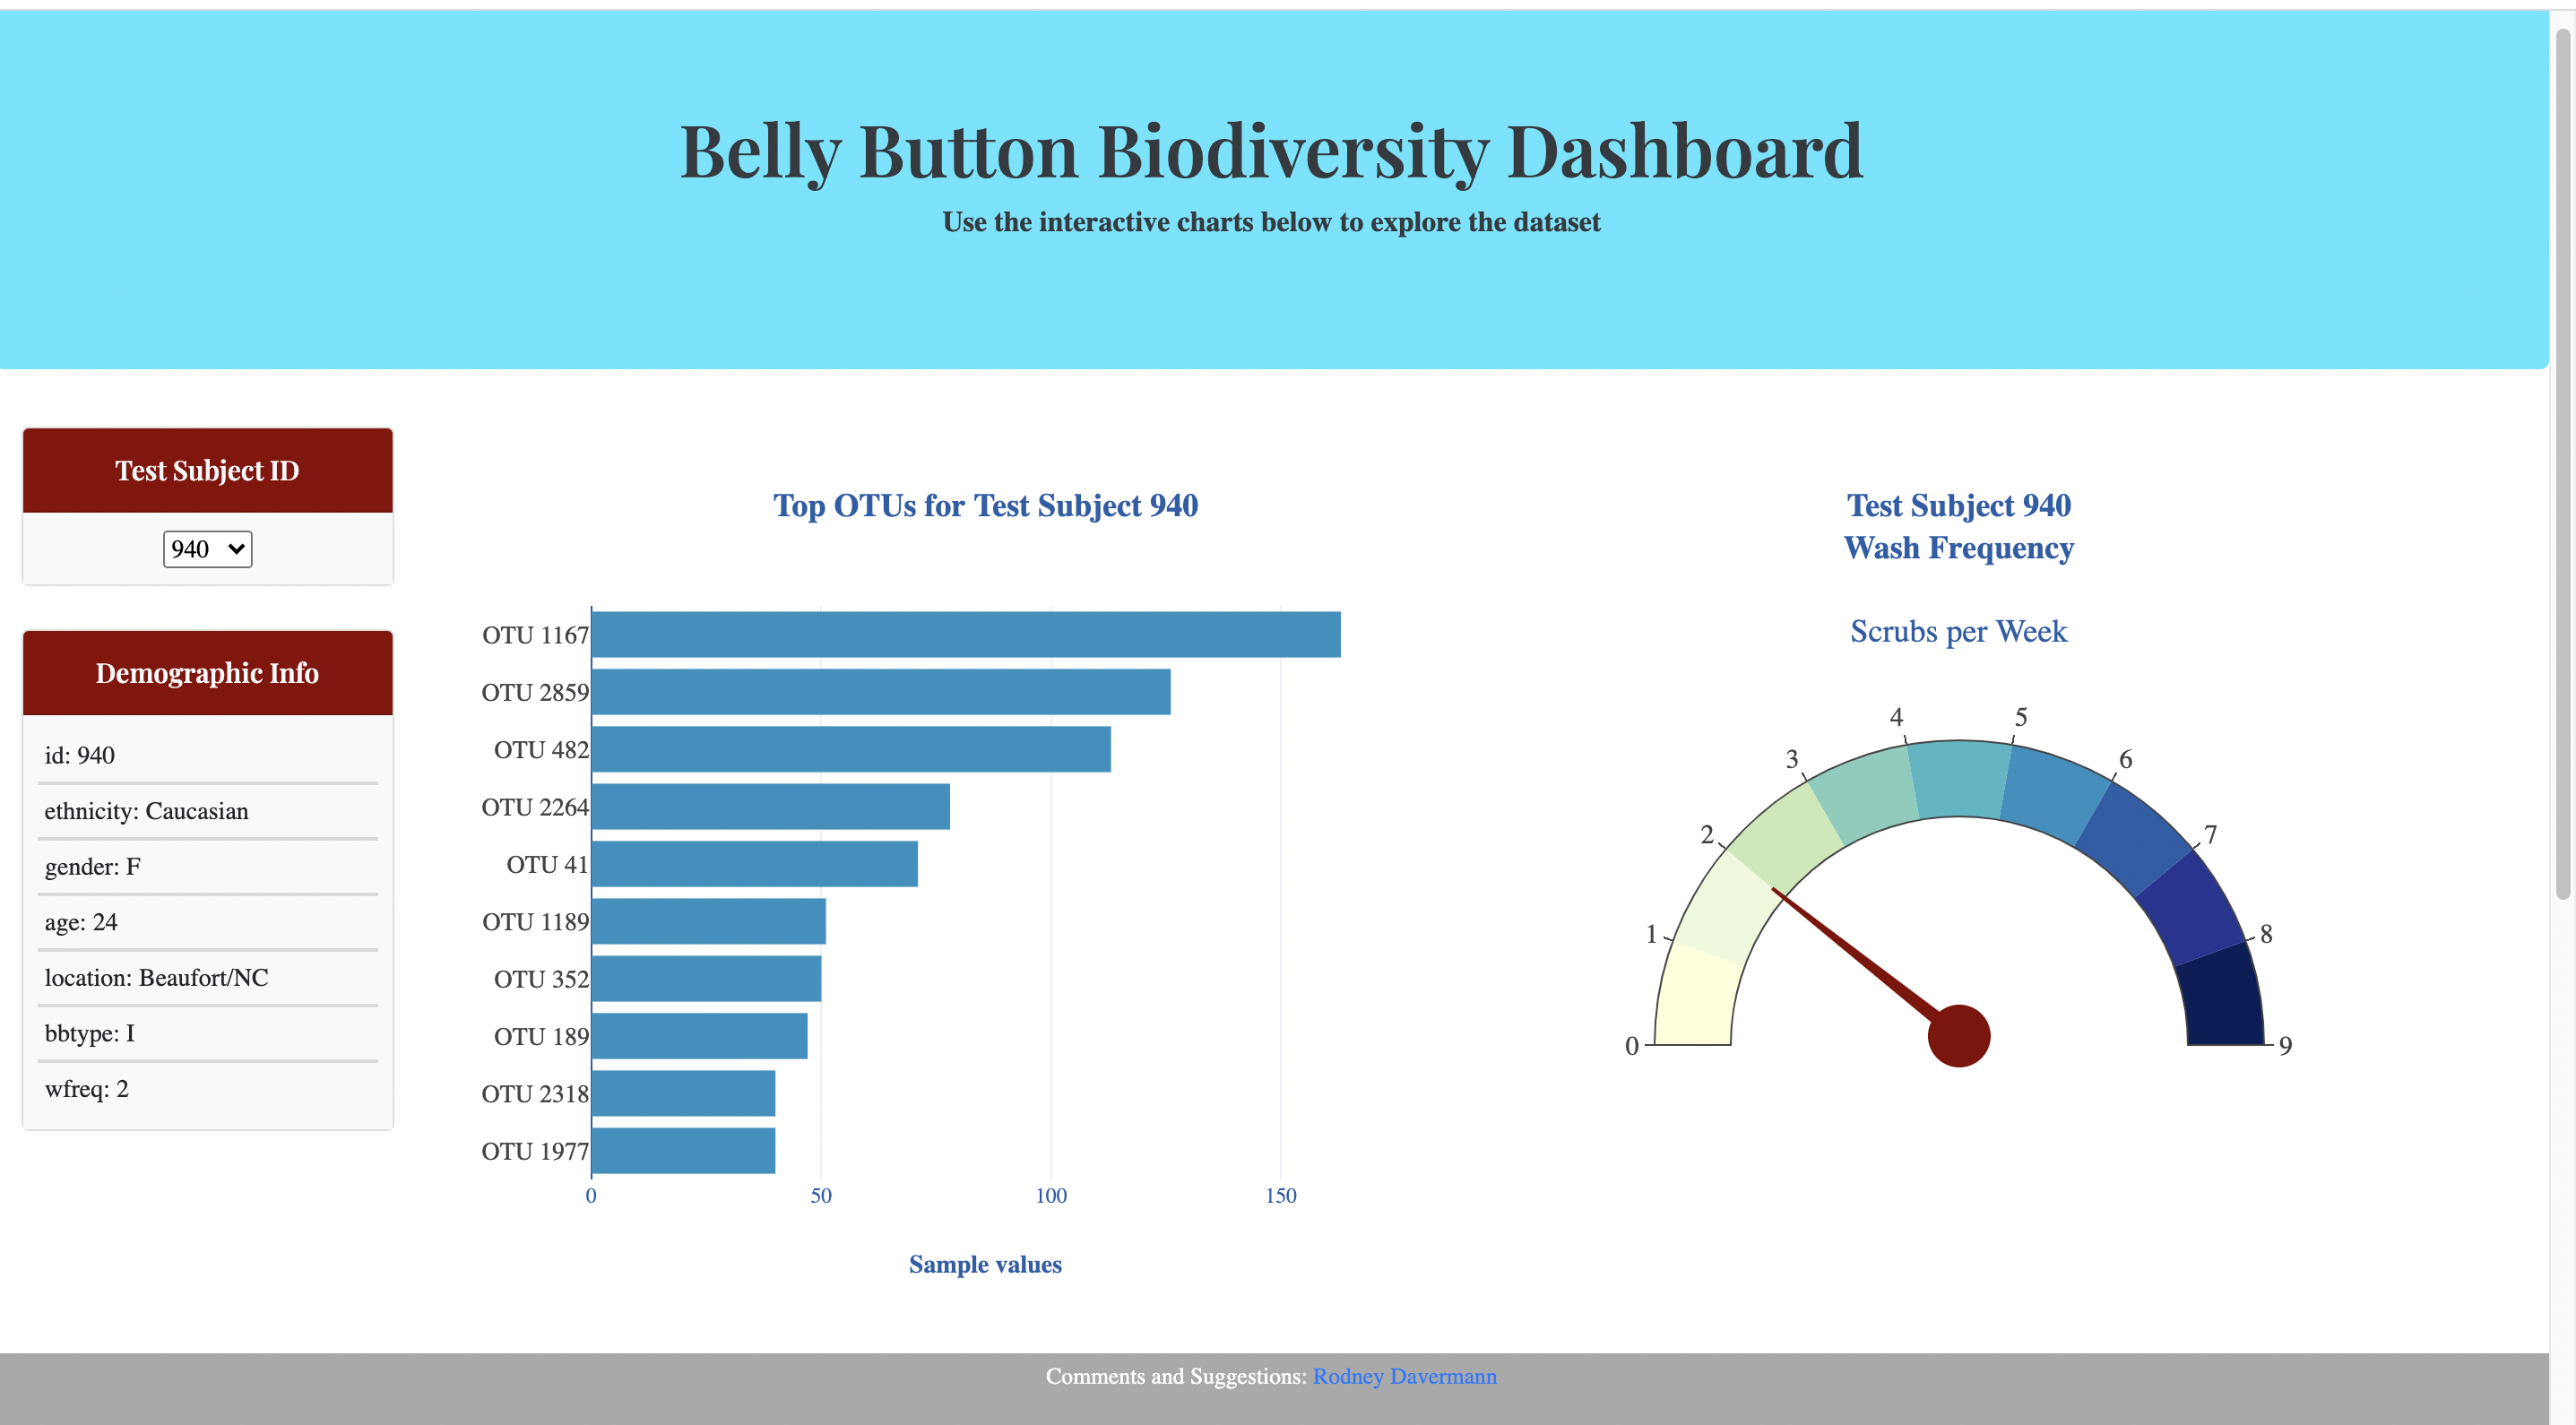 Belly Button Biodiversity Dashboard
Use the interactive charts below to explore the dataset
Test Subject ID
940
Demographic Info
id: 940
ethnicity: Caucasian
gender: F
age: 24
location: Beaufort/NC
bbtype: I
wfreq: 2
Top OTUs for Test Subject 940
OTU 1167
OTU 2859
OTU 482
OTU 2264
OTU 41
OTU 1189
OTU 352
OTU 189
OTU 2318
OTU 1977
0 50 100 150
Sample values
Test Subject 940
Wash Frequency
Scrubs per Week
0 1 2 3 4 5 6 7 8 9
Comments and Suggestions: Rodney Davermann